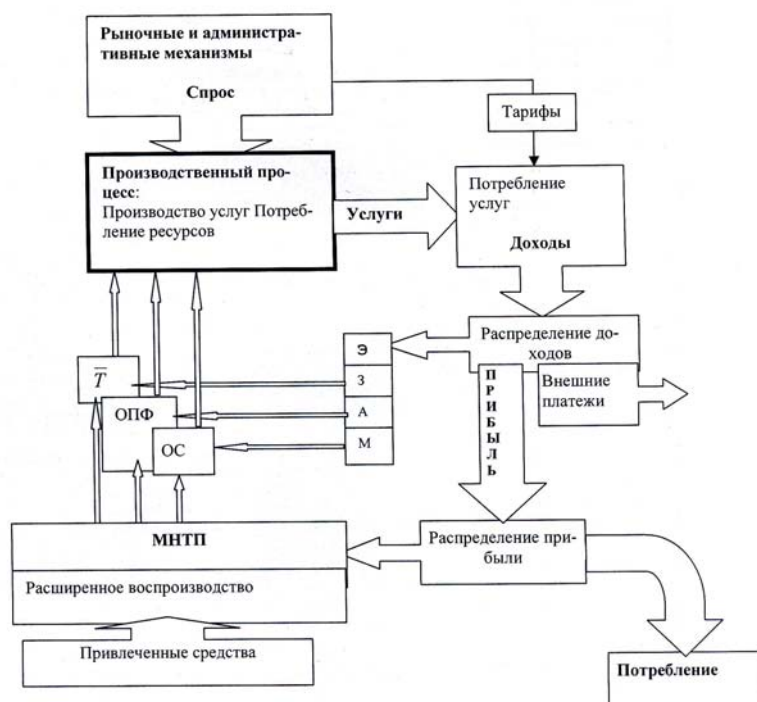 Рыночные и администра-
тивные механизмы
Спрос
Тарифы
Производственный про-
цесс:
Производство услуг Потреб-
ление ресурсов
Услуги
Потребление
услуг
Доходы
Распределение до-
ходов
Внешние
платежи
ПРИБЫЛЬ
Э
З
А
М
T̅
ОПФ
ОС
МНТП
Расширенное воспроизводство
Привлеченные средства
Распределение при-
были
Потребление